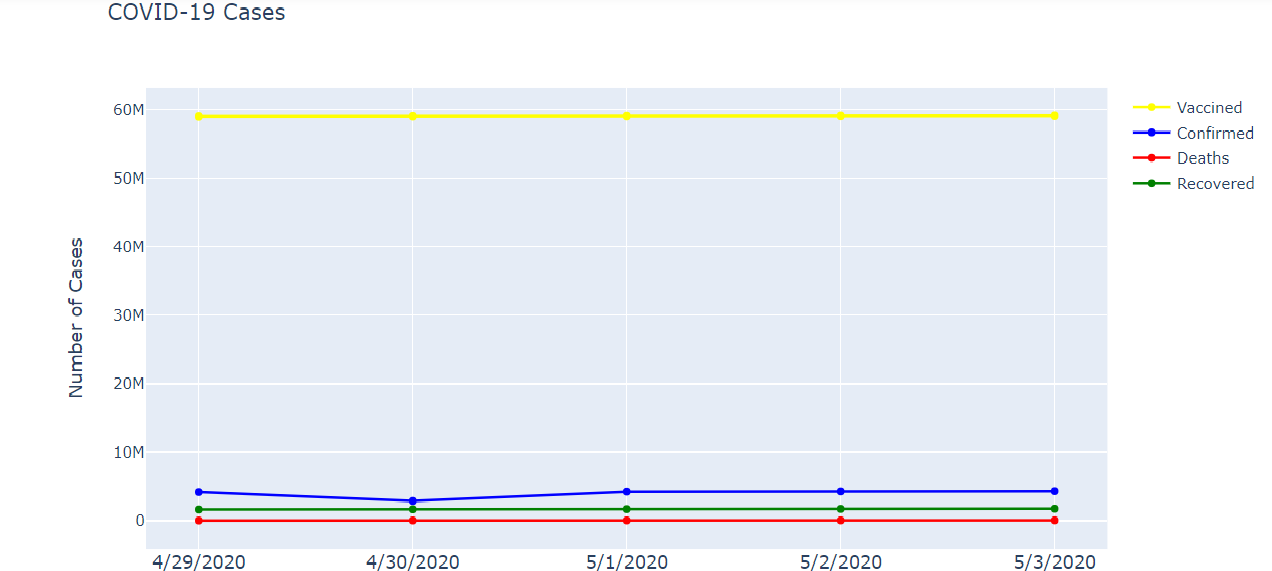 COVID-19 Cases
60M
50M
40M
30M
20M
10M
0
Number of Cases
4/29/2020 4/30/2020 5/1/2020 5/2/2020 5/3/2020
Vaccined
Confirmed
Deaths
Recovered